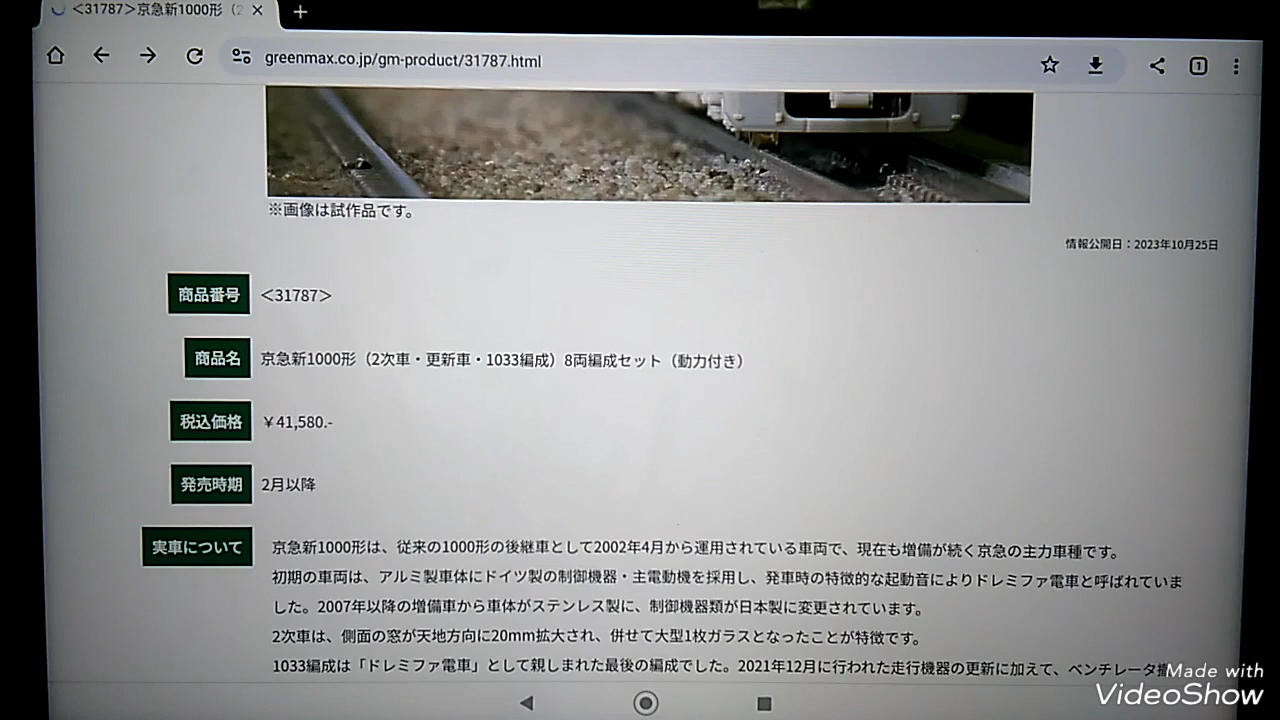 <31787>京急新1000形（2
greenmax.co.jp/gm-product/31787.html
1
※画像は試作品です。
情報公開日：2023年10月25日
商品番号 <31787>
商品名 京急新1000形（2次車・更新車・1033編成）8両編成セット（動力付き）
税込価格 ￥41,580.-
発売時期 2月以降
実車について 京急新1000形は、従来の1000形の後継車として2002年4月から運用されている車両で、現在も増備が続く京急の主力車種です。
初期の車両は、アルミ製車体にドイツ製の制御機器・主電動機を採用し、発車時の特徴的な起動音によりドレミファ電車と呼ばれていま
した。2007年以降の増備車から車体がステンレス製に、制御機器類が日本製に変更されています。
2次車は、側面の窓が天地方向に20mm拡大され、併せて大型1枚ガラスとなったことが特徴です。
1033編成は「ドレミファ電車」として親しまれた最後の編成でした。2021年12月に行われた走行機器の更新に加えて、ベンチレータ
Made with
VideoShow